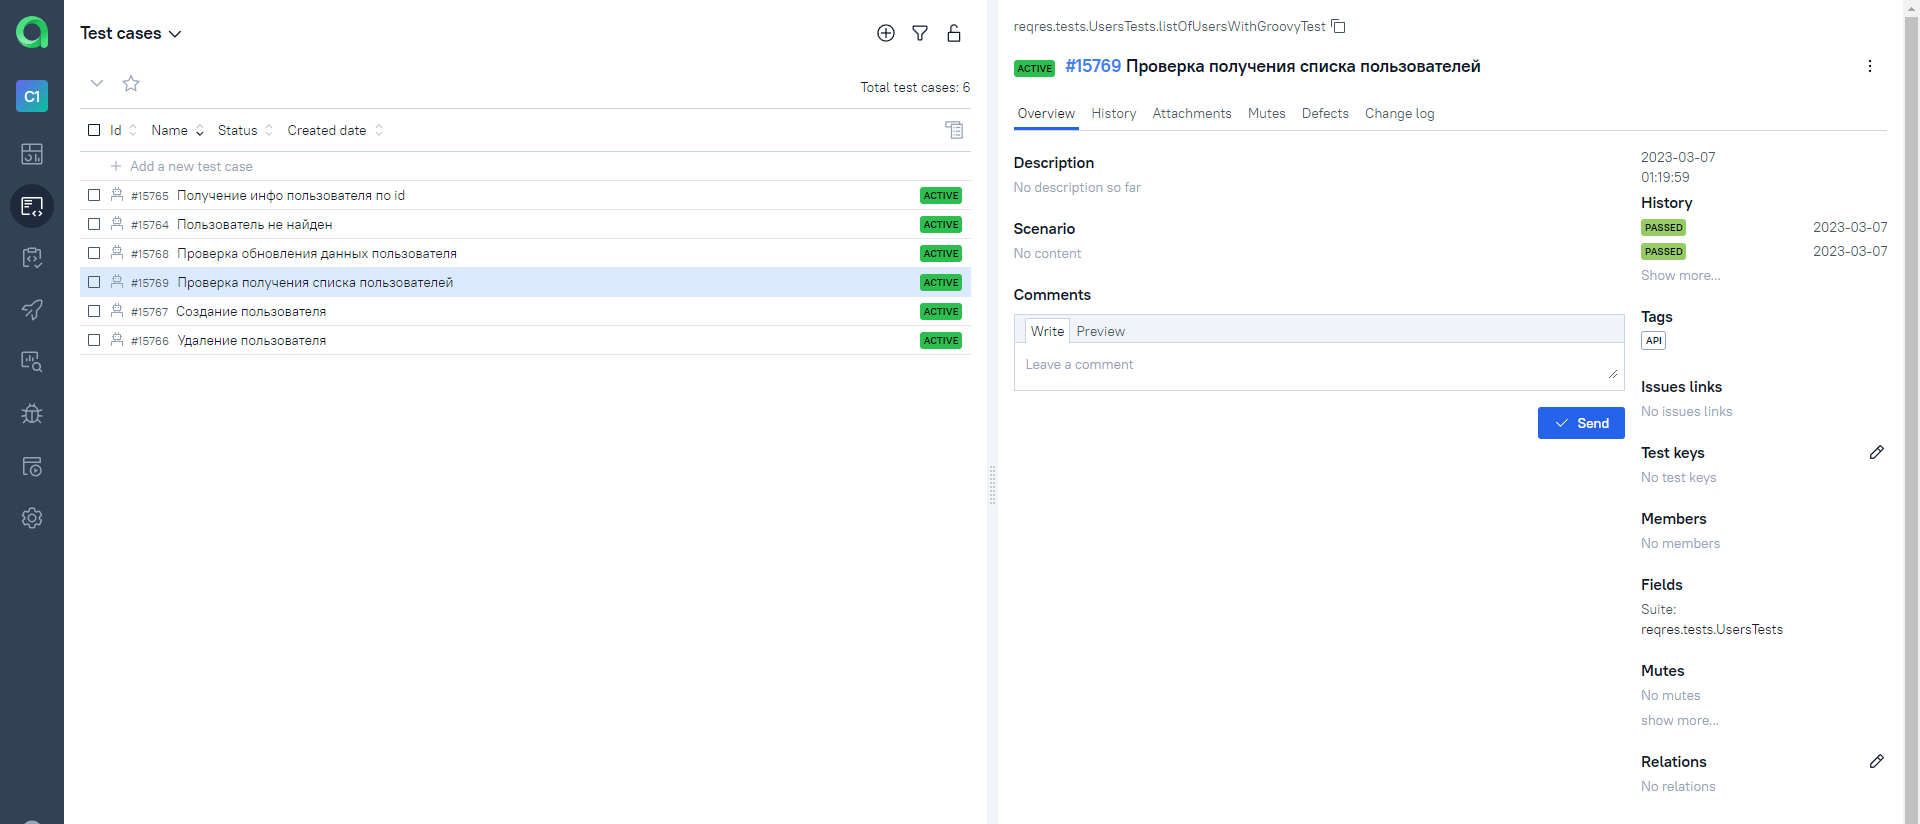 C1
Test cases
Total test cases: 6
Id Name Status Created date
Add a new test case
#15765 Получение инфо пользователя по id ACTIVE
#15764 Пользователь не найден ACTIVE
#15768 Проверка обновления данных пользователя ACTIVE
#15769 Проверка получения списка пользователей ACTIVE
#15767 Создание пользователя ACTIVE
#15766 Удаление пользователя ACTIVE
reqres.tests.UsersTests.listOfUsersWithGroovyTest
ACTIVE #15769 Проверка получения списка пользователей
Overview History Attachments Mutes Defects Change log
Description
No description so far
Scenario
No content
Comments
Write Preview
Leave a comment
Send
2023-03-07
01:19:59
History
PASSED 2023-03-07
PASSED 2023-03-07
Show more...
Tags
API
Issues links
No issues links
Test keys
No test keys
Members
No members
Fields
Suite:
reqres.tests.UsersTests
Mutes
No mutes
show more...
Relations
No relations